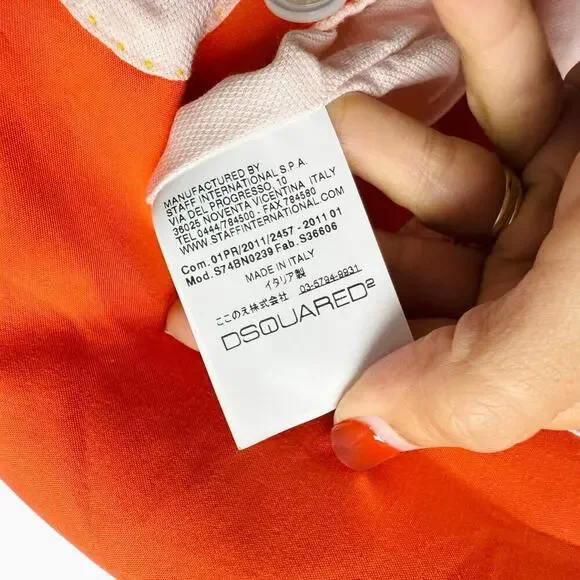 MANUFACTURED BY
STAFF INTERNATIONAL S.P.A.
VIA DEL PROGRESSO, 10
36025 NOVENTA VICENTINA, ITALY
TEL 0444/784500 - FAX 784580
WWW.STAFFINTERNATIONAL.COM
Com. 01PR/2011/2457 - 2011 01
Mod. S74BN0239 Fab. S36606
MADE IN ITALY
イタリア製
ここのえ株式会社 03-5794-9931
DSQUARED2